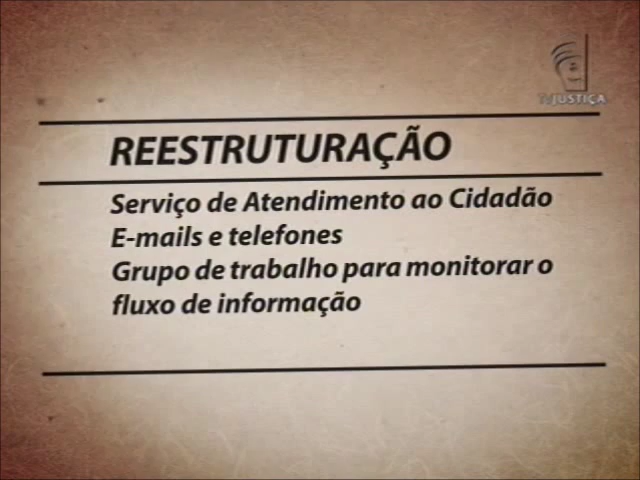 TV JUSTIÇA
REESTRUTURAÇÃO
Serviço de Atendimento ao Cidadão
E-mails e telefones
Grupo de trabalho para monitorar o
fluxo de informação